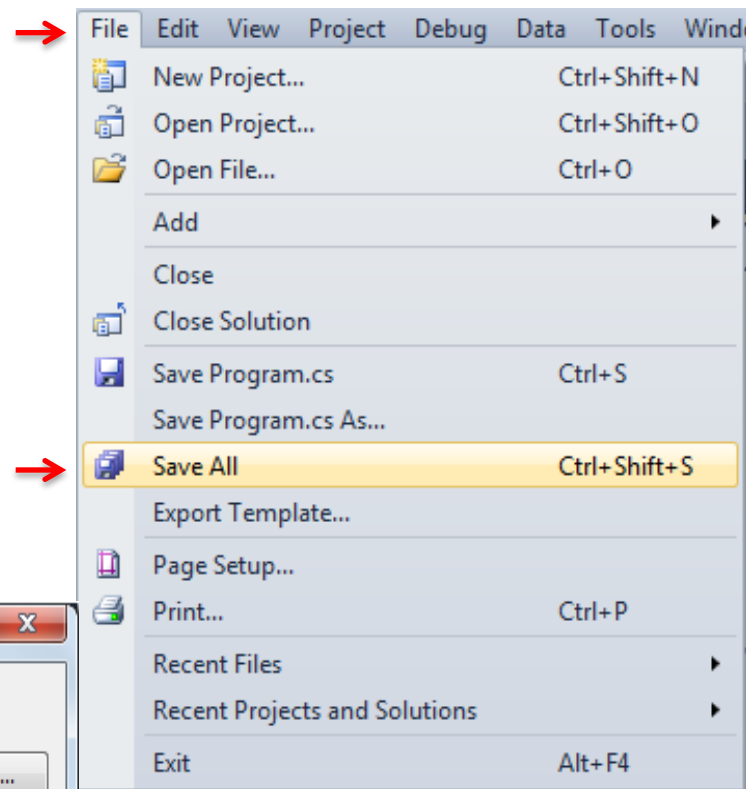 File Edit View Project Debug Data Tools
New Project... Ctrl+Shift+N
Open Project... Ctrl+Shift+O
Open File... Ctrl+O
Add
Close
Close Solution
Save Program.cs Ctrl+S
Save Program.cs As...
Save All Ctrl+Shift+S
Export Template...
Page Setup...
Print... Ctrl+P
Recent Files
Recent Projects and Solutions
Exit Alt+F4
...